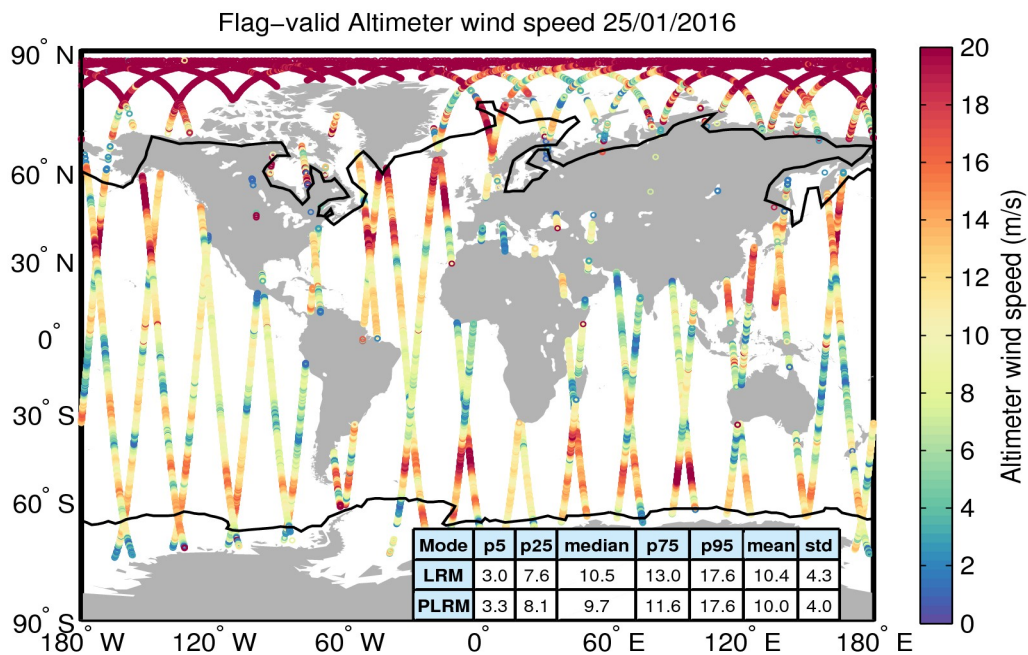 Flag−valid Altimeter wind speed 25/01/2016
90° N
60° N
30° N
0°
30° S
60° S
90° S
180° W
120° W
60° W
0°
60° E
120° E
180° E
Mode p5 p25 median p75 p95 mean std
LRM 3.0 7.6 10.5 13.0 17.6 10.4 4.3
PLRM 3.3 8.1 9.7 11.6 17.6 10.0 4.0
20
18
16
14
12
10
8
6
4
2
0
Altimeter wind speed (m/s)